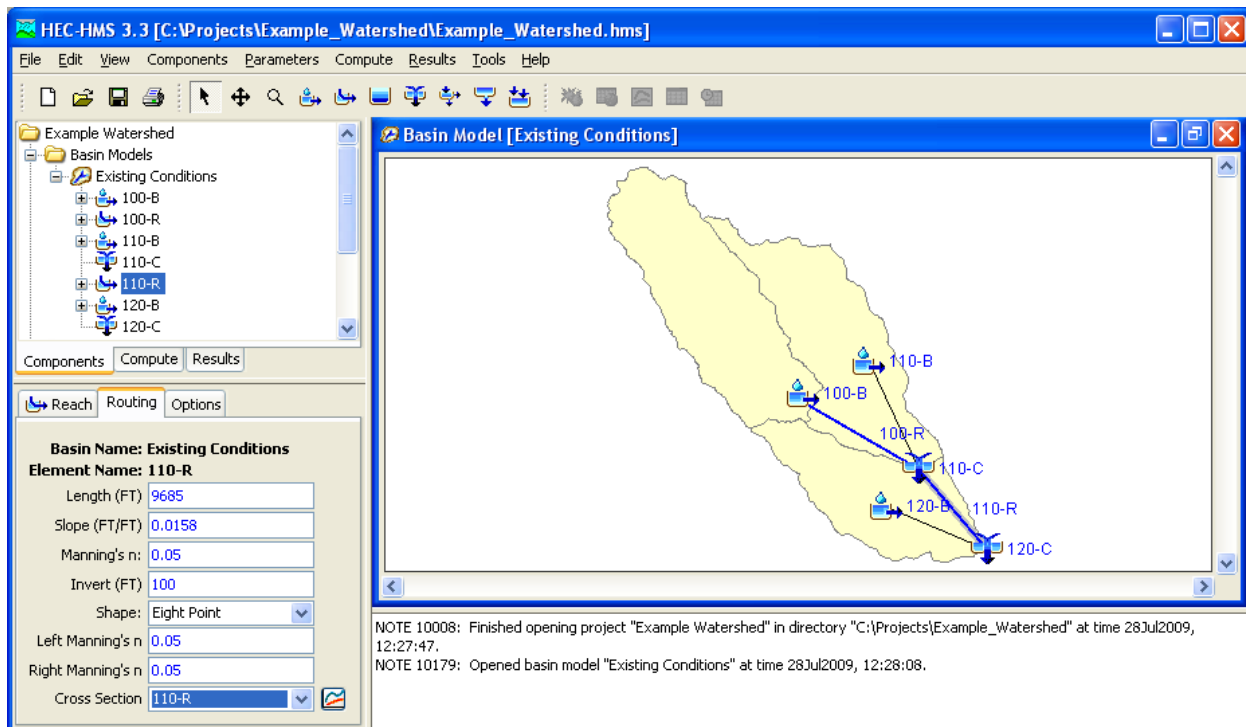 HEC-HMS 3.3 [C:\Projects\Example_Watershed\Example_Watershed.hms]
File Edit View Components Parameters Compute Results Tools Help
Example Watershed
Basin Models
Existing Conditions
100-B
100-R
110-B
110-C
110-R
120-B
120-C
Components Compute Results
Reach Routing Options
Basin Name: Existing Conditions
Element Name: 110-R
Length (FT) 9685
Slope (FT/FT) 0.0158
Manning's n: 0.05
Invert (FT) 100
Shape: Eight Point
Left Manning's n 0.05
Right Manning's n 0.05
Cross Section 110-R
Basin Model [Existing Conditions]
110-B
100-B
100-R
110-C
120-B
110-R
120-C
NOTE 10008: Finished opening project "Example Watershed" in directory "C:\Projects\Example_Watershed" at time 28Jul2009,
12:27:47.
NOTE 10179: Opened basin model "Existing Conditions" at time 28Jul2009, 12:28:08.